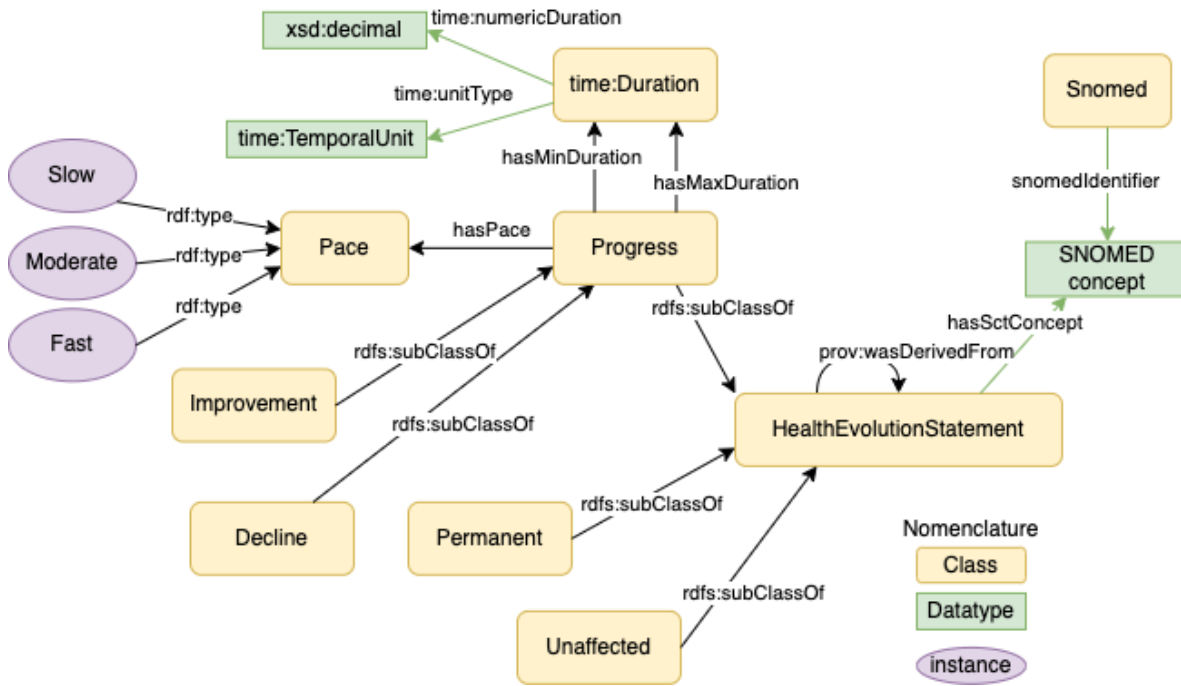 time:numericDuration
xsd:decimal
time:Duration
Snomed
time:unitType
time:TemporalUnit
hasMinDuration
Slow
hasMaxDuration
snomedIdentifier
rdf:type
hasPace
Pace
Progress
Moderate
rdf:type
SNOMED
concept
rdf:type
rdfs:subClassOf
hasSctConcept
Fast
rdfs:subClassOf
prov:wasDerivedFrom
Improvement
rdfs:subClassOf
HealthEvolutionStatement
rdfs:subClassOf
Decline
Permanent
Nomenclature
Class
rdfs:subClassOf
Datatype
Unaffected
instance